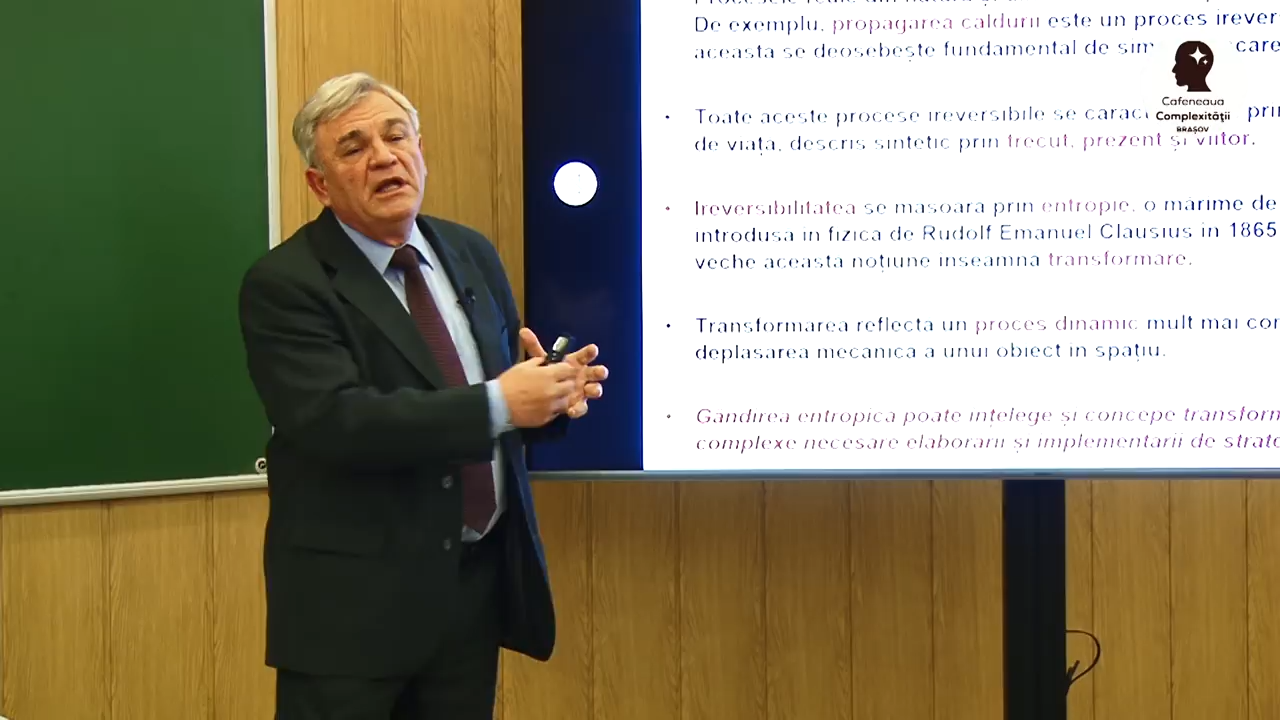 De exemplu, propagarea caldurii este un proces irever
aceasta se deosebește fundamental de sim care
Cafeneaua
Complexităţii
BRAȘOV
Toate aceste procese ireversibile se caract prin
de viața, descris sintetic prin trecut, prezent și viitor.
Ireversibilitatea se masoara prin entropie, o marime de
introdusa in fizica de Rudolf Emanuel Clausius in 1865
veche aceasta noțiune inseamna transformare.
Transformarea reflecta un proces dinamic mult mai com
deplasarea mecanica a unui obiect in spațiu.
Gandirea entropica poate ințelege și concepe transform
complexe necesare elaborarii și implementarii de strate